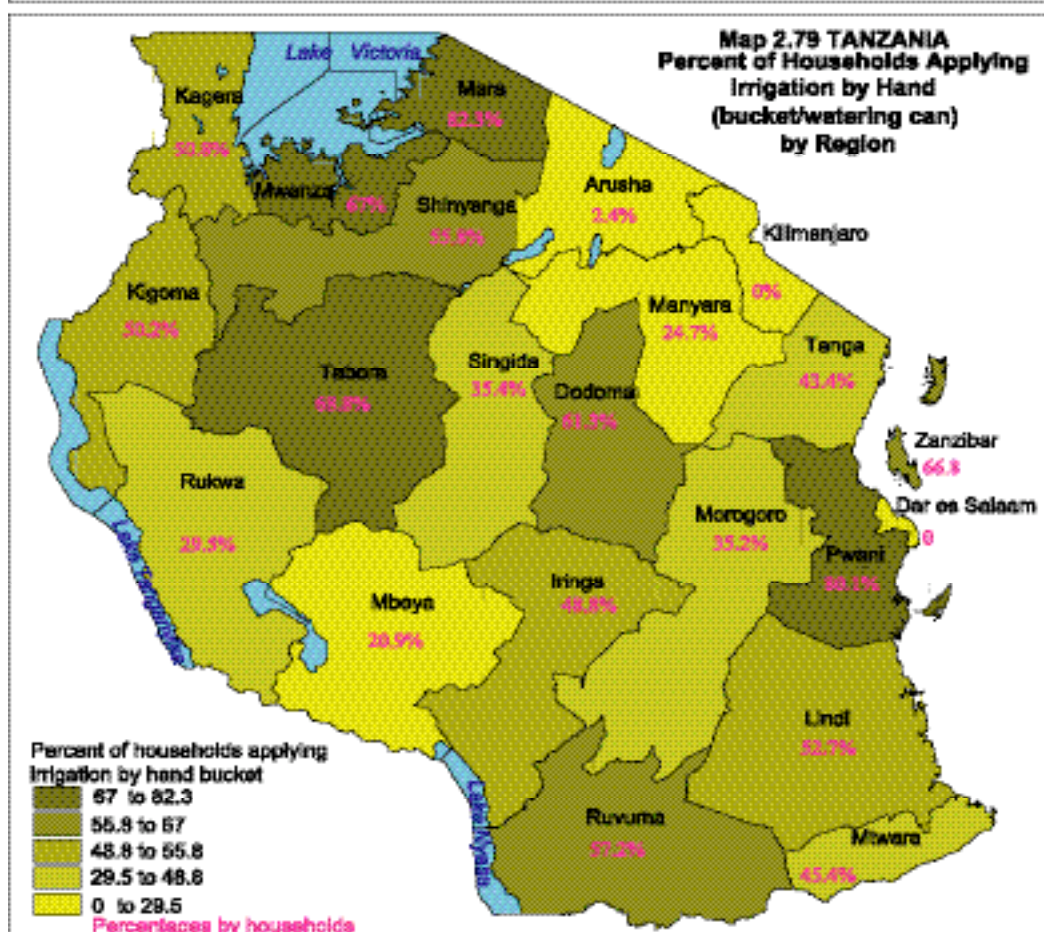 Map 2.79 TANZANIA
Percent of Households Applying
Irrigation by Hand
(bucket/watering can)
by Region
Lake Victoria
Kagera
50.8%
Mara
82.3%
Mwanza
67%
Shinyanga
55.8%
Arusha
2.4%
Kilimanjaro
0%
Kigoma
50.2%
Manyara
24.7%
Tanga
43.4%
Tabora
Singida
35.4%
Dodoma
61.3%
Zanzibar
66.8
Dar es Salaam
0
Rukwa
29.5%
Morogoro
35.2%
Pwani
80.1%
Lake Tanganyika
Mbeya
20.9%
Iringa
48.8%
Lindi
52.7%
Lake Nyasa
Ruvuma
57.2%
Mtwara
45.4%
Percent of households applying
Irrigation by hand bucket
67 to 82.3
55.8 to 67
48.8 to 55.8
29.5 to 48.8
0 to 29.5
Percentages by households